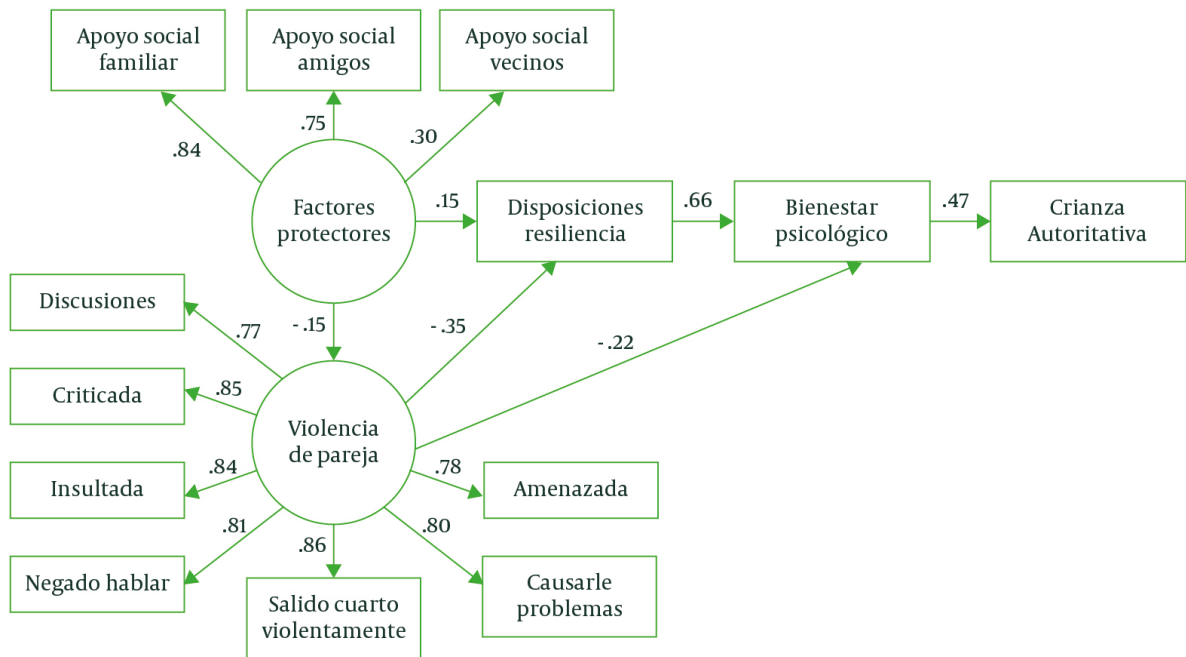 Apoyo social
familiar
Apoyo social
amigos
Apoyo social
vecinos
.84
.75
.30
Factores
protectores
.15
Disposiciones
resiliencia
.66
Bienestar
psicológico
.47
Crianza
Autoritativa
Discusiones
.77
- .15
- .35
- .22
Criticada
.85
Violencia
de pareja
Insultada
.84
.78
Amenazada
Negado hablar
.81
.86
.80
Salido cuarto
violentamente
Causarle
problemas